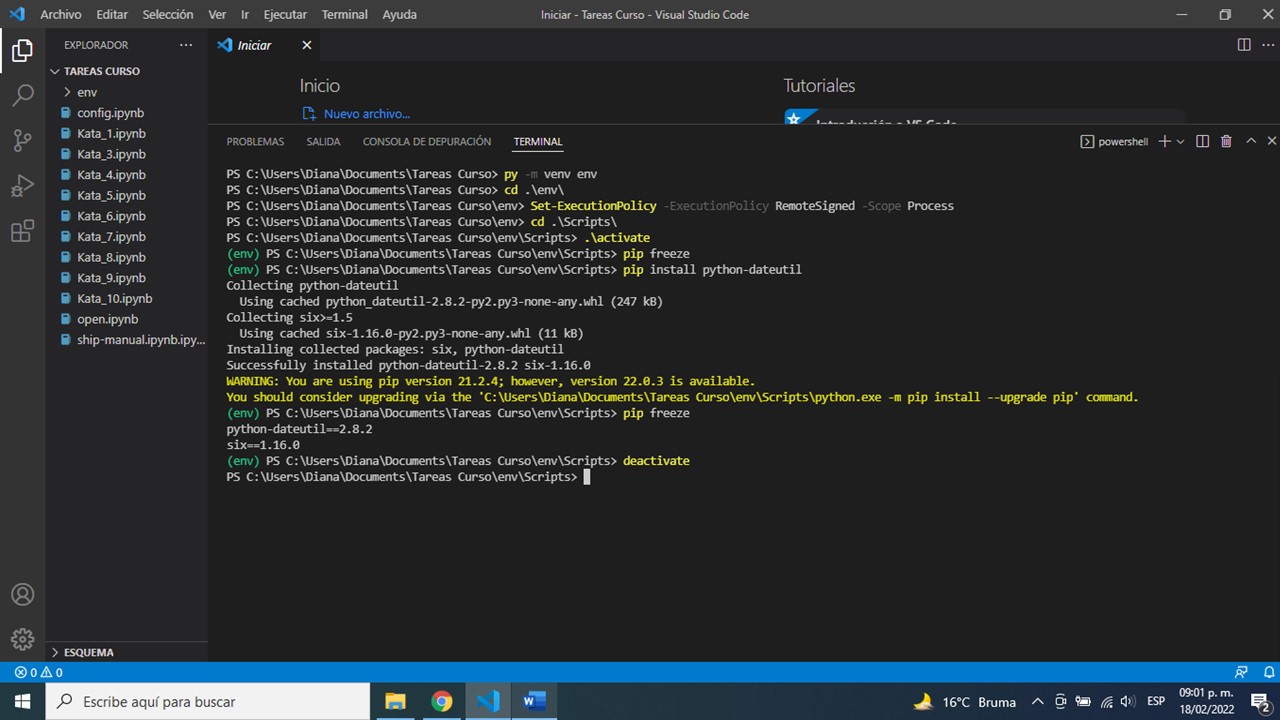 Archivo Editar Selección Ver Ir Ejecutar Terminal Ayuda
Iniciar - Tareas Curso - Visual Studio Code
EXPLORADOR
TAREAS CURSO
env
config.ipynb
Kata_1.ipynb
Kata_3.ipynb
Kata_4.ipynb
Kata_5.ipynb
Kata_6.ipynb
Kata_7.ipynb
Kata_8.ipynb
Kata_9.ipynb
Kata_10.ipynb
open.ipynb
ship-manual.ipynb.ipy...
ESQUEMA
Iniciar
Inicio
Nuevo archivo...
Tutoriales
Introducción a VS Code
PROBLEMAS SALIDA CONSOLA DE DEPURACIÓN TERMINAL
powershell
PS C:\Users\Diana\Documents\Tareas Curso> py -m venv env
PS C:\Users\Diana\Documents\Tareas Curso> cd .\env\
PS C:\Users\Diana\Documents\Tareas Curso\env> Set-ExecutionPolicy -ExecutionPolicy RemoteSigned -Scope Process
PS C:\Users\Diana\Documents\Tareas Curso\env> cd .\Scripts\
PS C:\Users\Diana\Documents\Tareas Curso\env\Scripts> .\activate
(env) PS C:\Users\Diana\Documents\Tareas Curso\env\Scripts> pip freeze
(env) PS C:\Users\Diana\Documents\Tareas Curso\env\Scripts> pip install python-dateutil
Collecting python-dateutil
Using cached python_dateutil-2.8.2-py2.py3-none-any.whl (247 kB)
Collecting six>=1.5
Using cached six-1.16.0-py2.py3-none-any.whl (11 kB)
Installing collected packages: six, python-dateutil
Successfully installed python-dateutil-2.8.2 six-1.16.0
WARNING: You are using pip version 21.2.4; however, version 22.0.3 is available.
You should consider upgrading via the 'C:\Users\Diana\Documents\Tareas Curso\env\Scripts\python.exe -m pip install --upgrade pip' command.
(env) PS C:\Users\Diana\Documents\Tareas Curso\env\Scripts> pip freeze
python-dateutil==2.8.2
six==1.16.0
(env) PS C:\Users\Diana\Documents\Tareas Curso\env\Scripts> deactivate
PS C:\Users\Diana\Documents\Tareas Curso\env\Scripts>
0 0
Escribe aquí para buscar
16°C Bruma
ESP
09:01 p. m.
18/02/2022
2